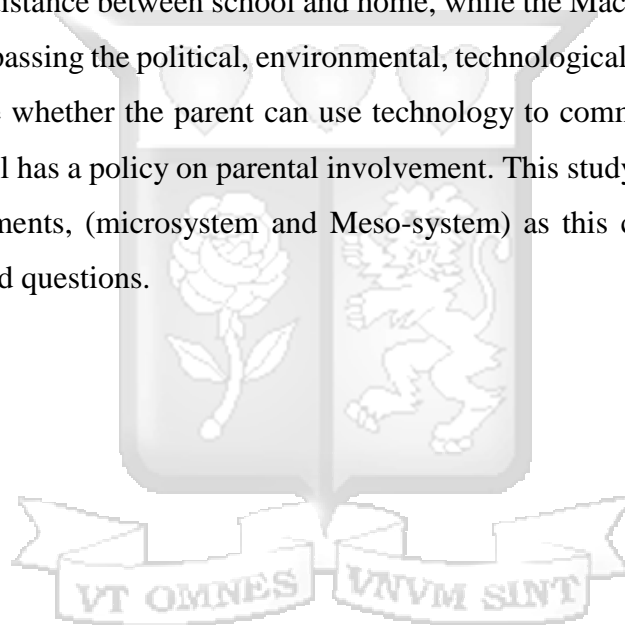 distance between school and home, while the Mac
passing the political, environmental, technological
whether the parent can use technology to comm
l has a policy on parental involvement. This study
ments, (microsystem and Meso-system) as this c
d questions.
VT OMNES VNVM SINT